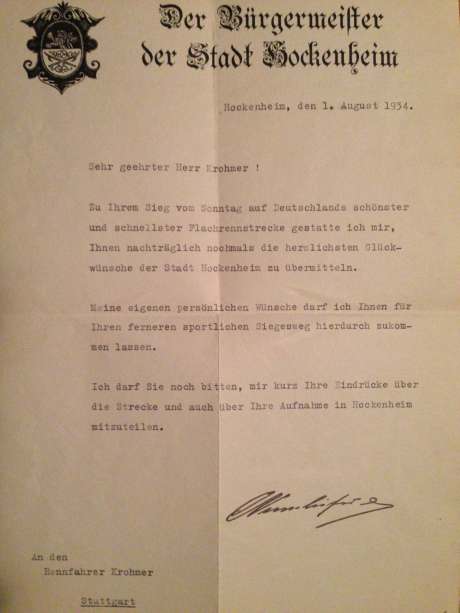 Der Bürgermeister
der Stadt Hockenheim
Hockenheim, den 1. August 1934.
Sehr geehrter Herr Krohmer !
Zu Ihrem Sieg vom Sonntag auf Deutschlands schönster
und schnellster Flachrennstrecke gestatte ich mir,
Ihnen nachträglich nochmals die herzlichsten Glück-
wünsche der Stadt Hockenheim zu übermitteln.
Meine eigenen persönlichen Wünsche darf ich Ihnen für
Ihren ferneren sportlichen Siegesweg hierdurch zukom-
men lassen.
Ich darf Sie noch bitten, mir kurz Ihre Eindrücke über
die Strecke und auch über Ihre Aufnahme in Hockenheim
mitzuteilen.
An den
Rennfahrer Krohmer
Stuttgart